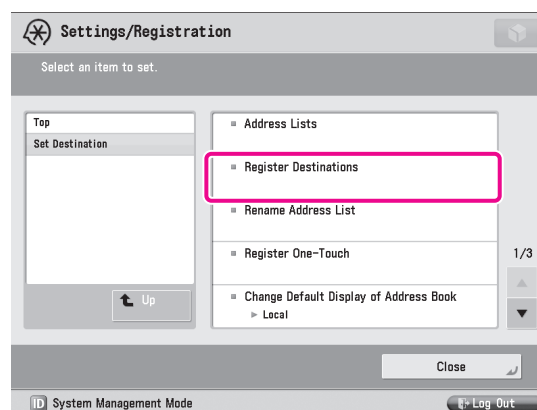 Settings/Registration
Select an item to set.
Top
Set Destination
Up
Address Lists
Register Destinations
Rename Address List
Register One-Touch
Change Default Display of Address Book
▶ Local
1/3
Close
ID System Management Mode
Log Out